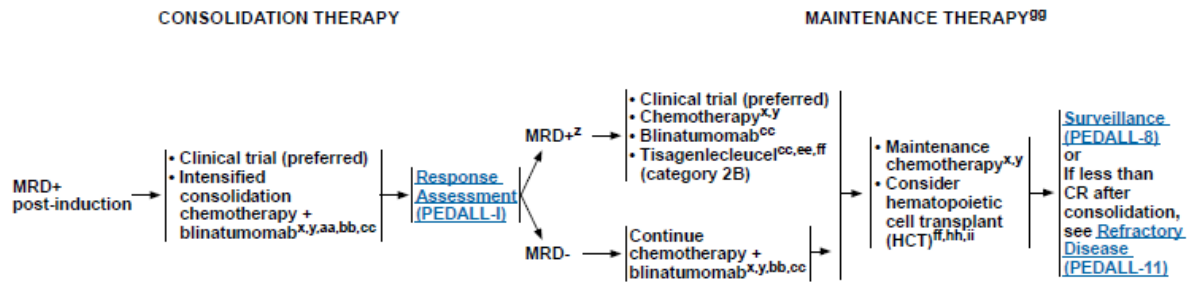 CONSOLIDATION THERAPY
MAINTENANCE THERAPYgg
MRD+
post-induction
• Clinical trial (preferred)
• Intensified
consolidation
chemotherapy +
blinatumomabx,y,aa,bb,cc
Response
Assessment
(PEDALL-I)
MRD+z
• Clinical trial (preferred)
• Chemotherapyx,y
• Blinatumomabcc
• Tisagenlecleucelcc,ee,ff
(category 2B)
MRD-
Continue
chemotherapy +
blinatumomabx,y,bb,cc
• Maintenance
chemotherapyx,y
• Consider
hematopoietic
cell transplant
(HCT)ff,hh,ii
Surveillance
(PEDALL-8)
or
If less than
CR after
consolidation,
see Refractory
Disease
(PEDALL-11)